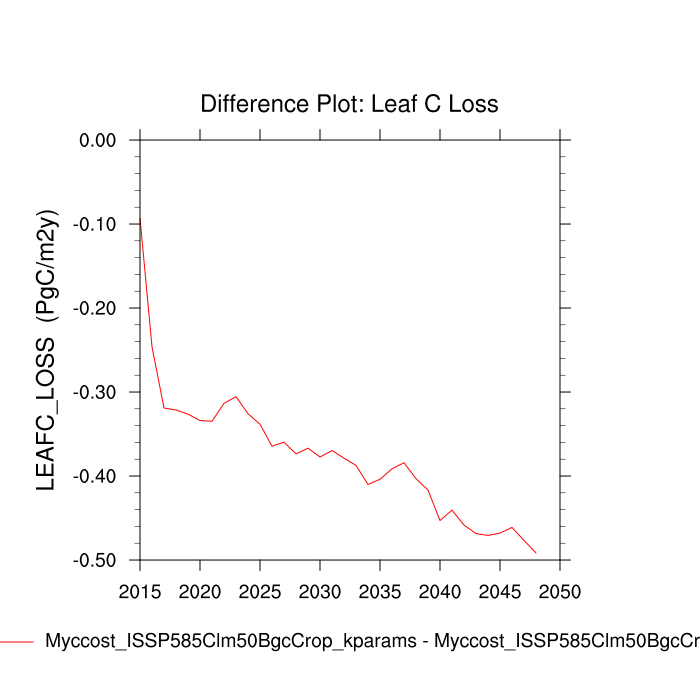 Difference Plot: Leaf C Loss
0.00
-0.10
-0.20
-0.30
-0.40
-0.50
LEAFC_LOSS (PgC/m2y)
2015 2020 2025 2030 2035 2040 2045 2050
Myccost_ISSP585Clm50BgcCrop_kparams - Myccost_ISSP585Clm50BgcCr